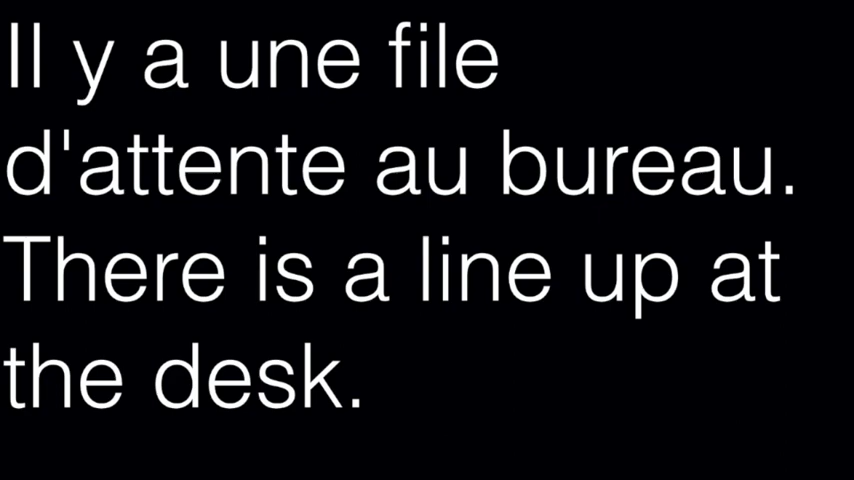 Il y a une file
d'attente au bureau.
There is a line up at
the desk.